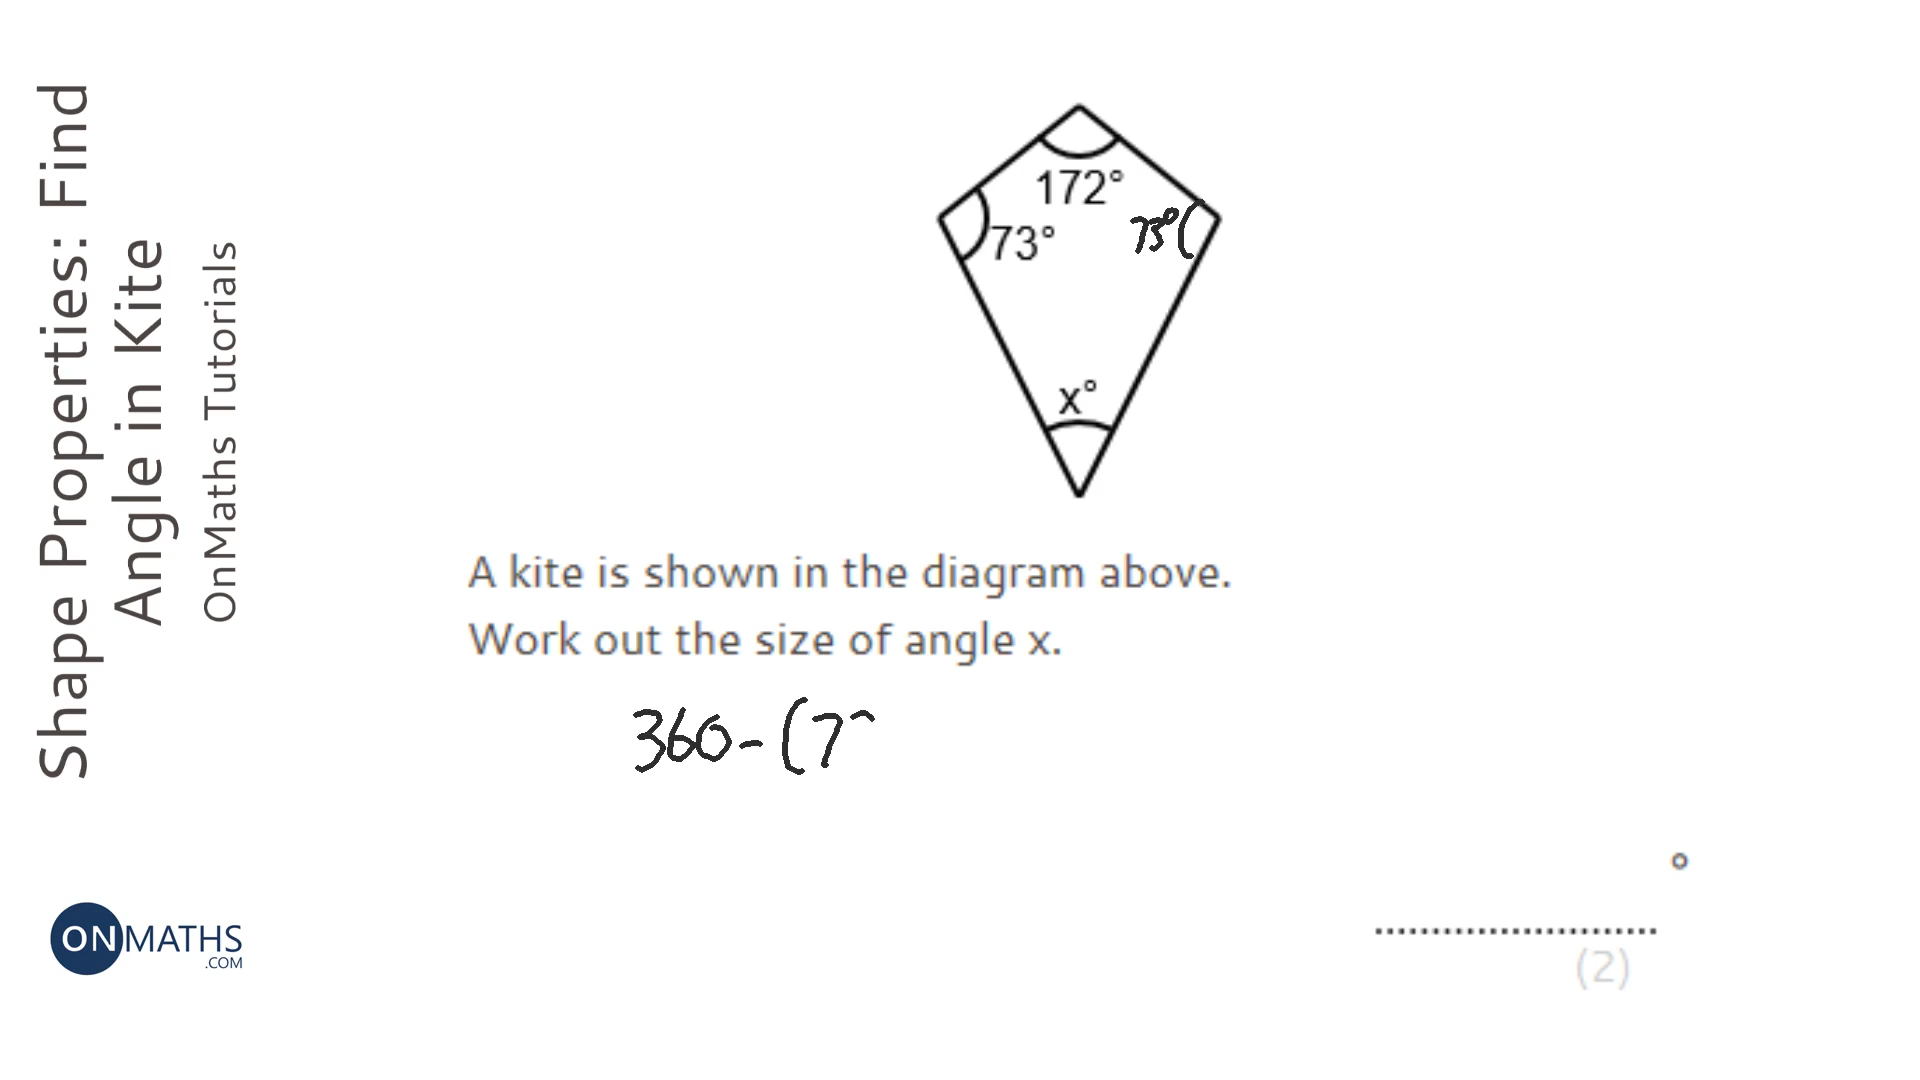 Shape Properties: Find
Angle in Kite
OnMaths Tutorials
172°
73°
73°
x°
A kite is shown in the diagram above.
Work out the size of angle x.
360-(7
°
(2)
ONMATHS
.COM